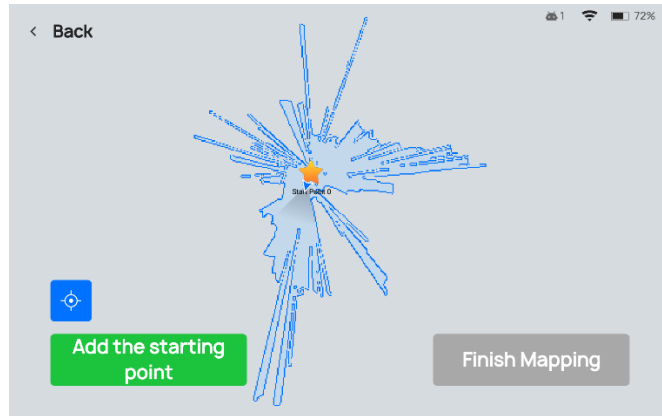 1
72%
< Back
Start Point 0
Add the starting
point
Finish Mapping